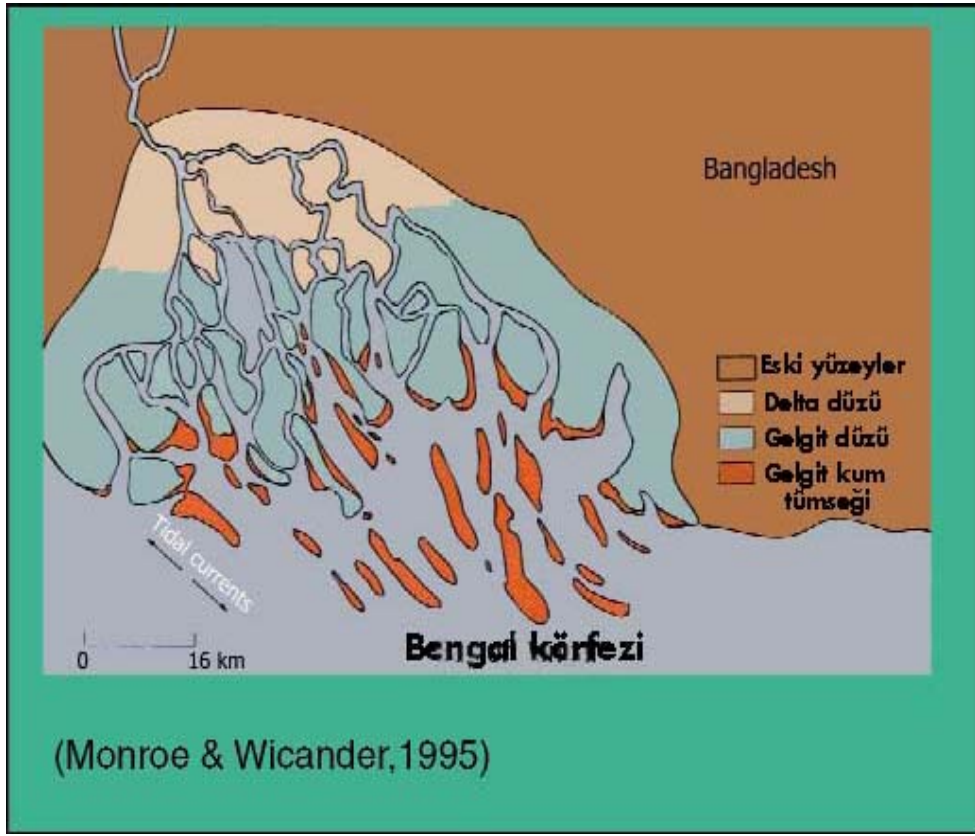 Bangladesh
Eski yüzeyler
Delta düzü
Gelgit düzü
Gelgit kum
tümseği
Tidal currents
0 16 km
Bengal körfezi
(Monroe & Wicander,1995)